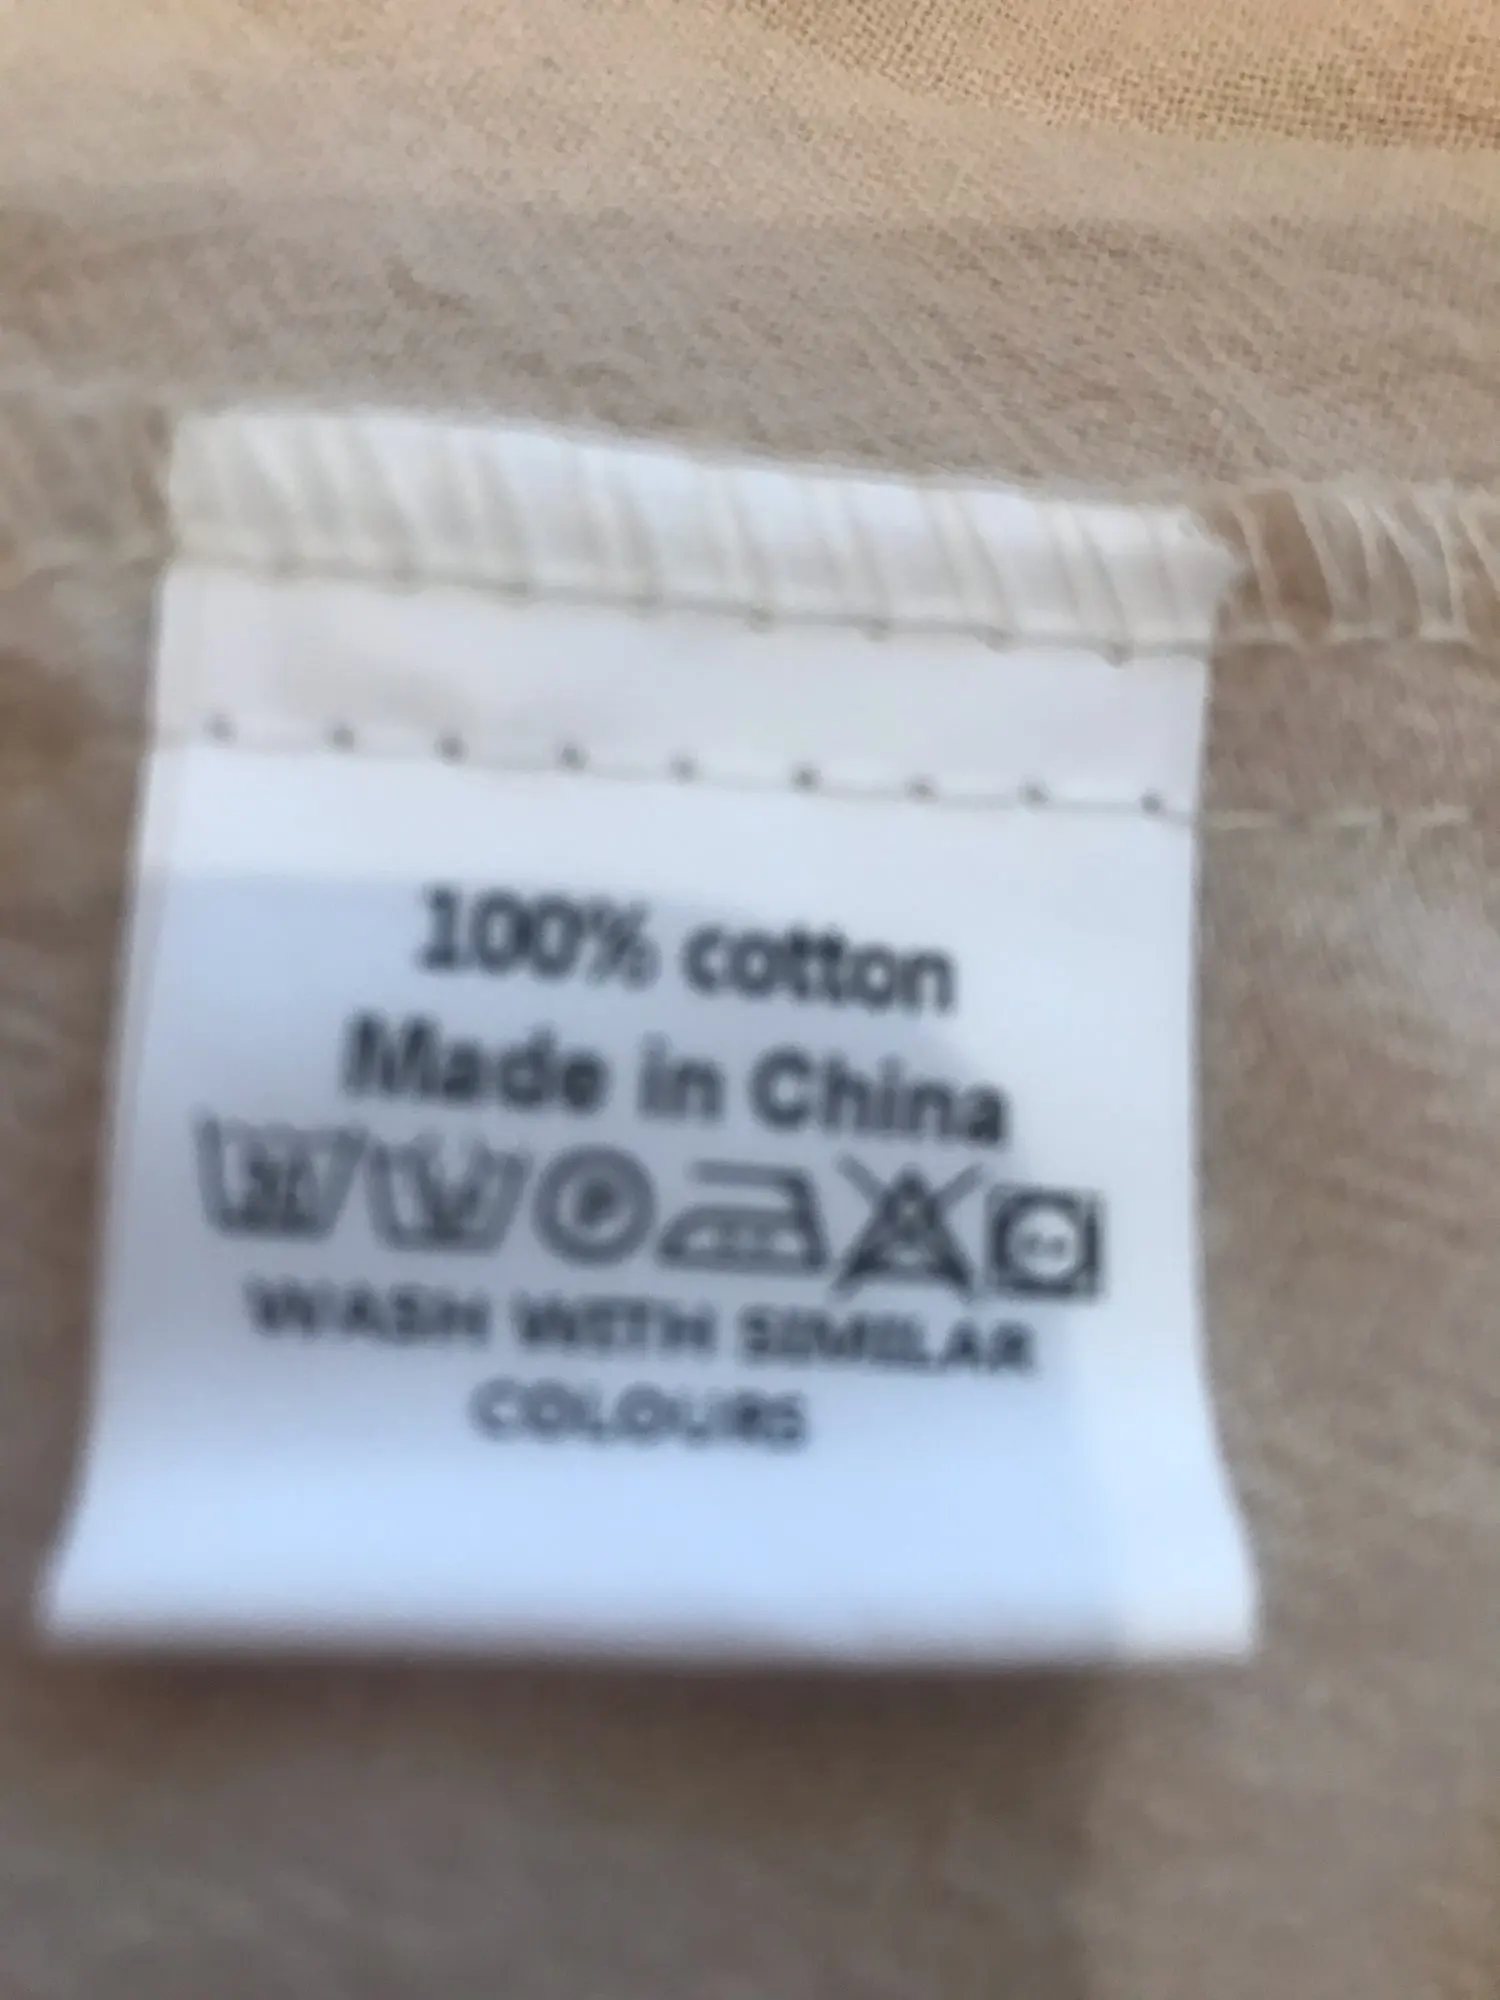 100% cotton
Made in China
P
WASH WITH SIMILAR
COLOURS